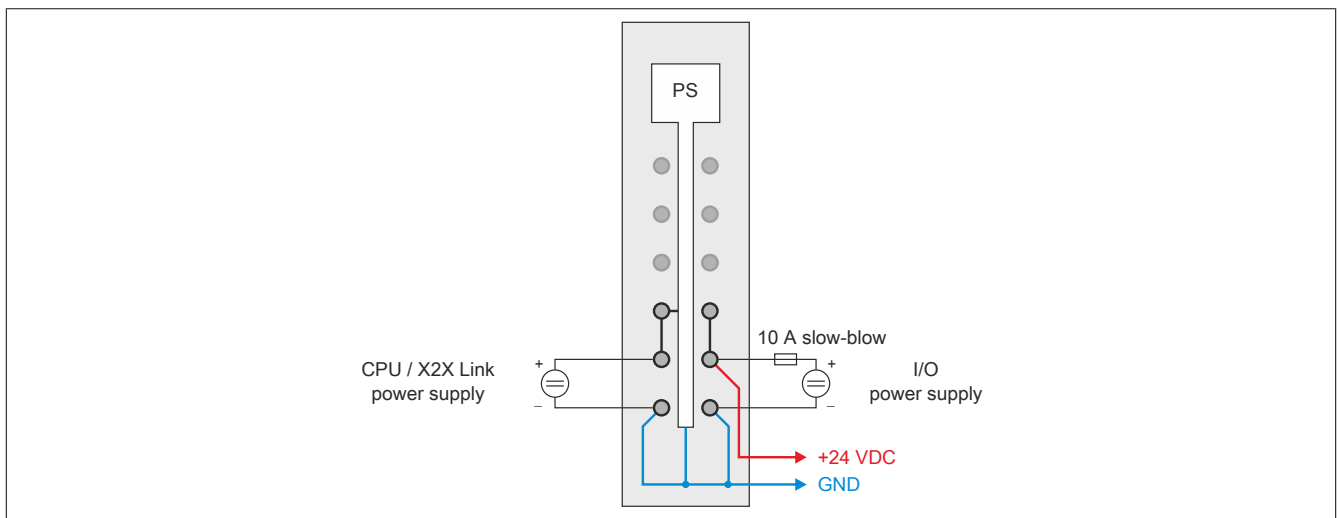 PS
10 A slow-blow
CPU / X2X Link
power supply
+
–
+
–
I/O
power supply
+24 VDC
GND